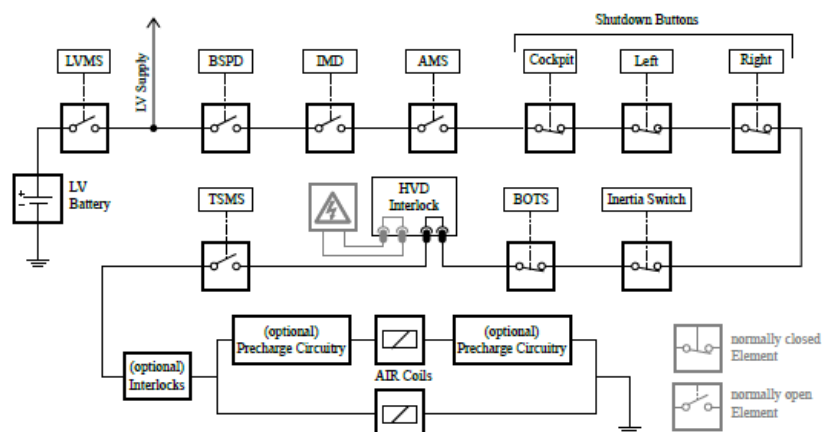 Shutdown Buttons
LVMS
LV Supply
BSPD
IMD
AMS
Cockpit
Left
Right
+
-
LV
Battery
TSMS
HVD
Interlock
BOTS
Inertia Switch
(optional)
Precharge Circuitry
(optional)
Precharge Circuitry
(optional)
Interlocks
AIR Coils
normally closed
Element
normally open
Element